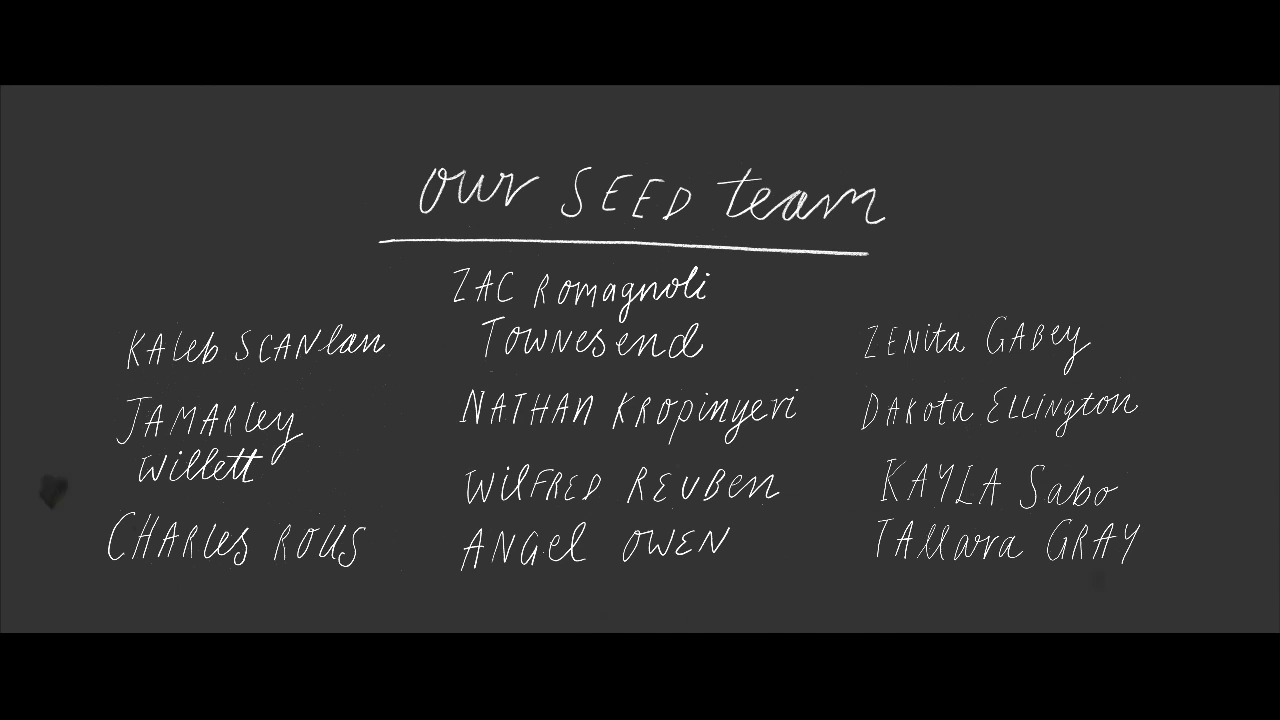 our SEED team
KALeb SCANlan
JAMARley
Willett
CHARLes ROLLS
ZAC Romagnoli
Townesend
NATHAN KRopinyeri
WilFRED REUBen
ANGel OWEN
ZENita GABey
DAKota ELLINgton
KAYLA Sabo
TAllara GRAY